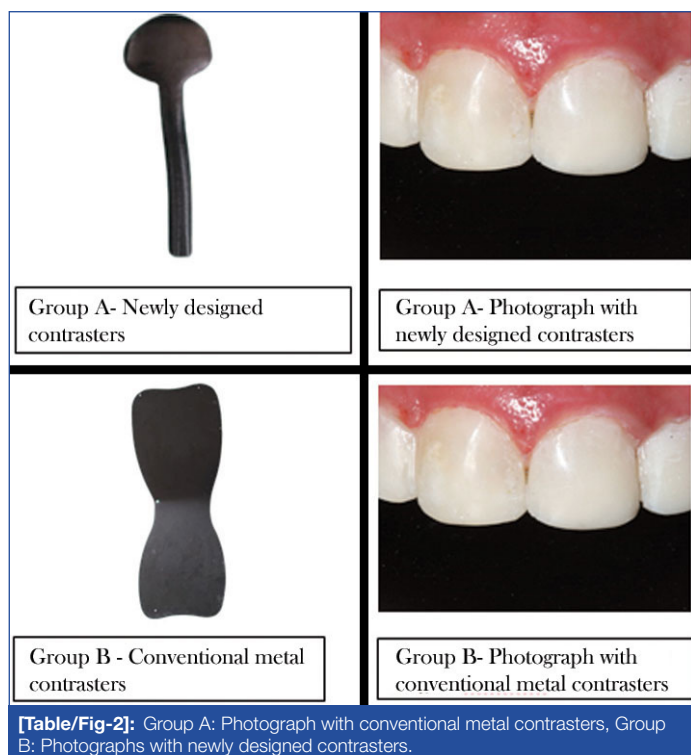 Group A- Newly designed
contrasters
Group A- Photograph with
newly designed contrasters
Group B - Conventional metal
contrasters
Group B- Photograph with
conventional metal contrasters
[Table/Fig-2]: Group A: Photograph with conventional metal contrasters, Group
B: Photographs with newly designed contrasters.